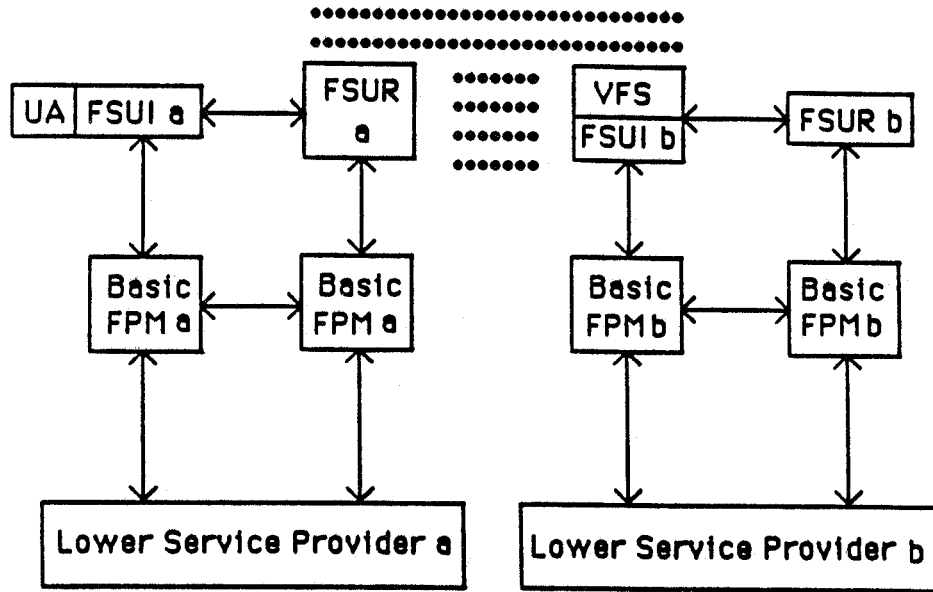 UA FSUI a
FSUR
a
VFS
FSUI b
FSUR b
Basic
FPM a
Basic
FPM a
Basic
FPM b
Basic
FPM b
Lower Service Provider a
Lower Service Provider b